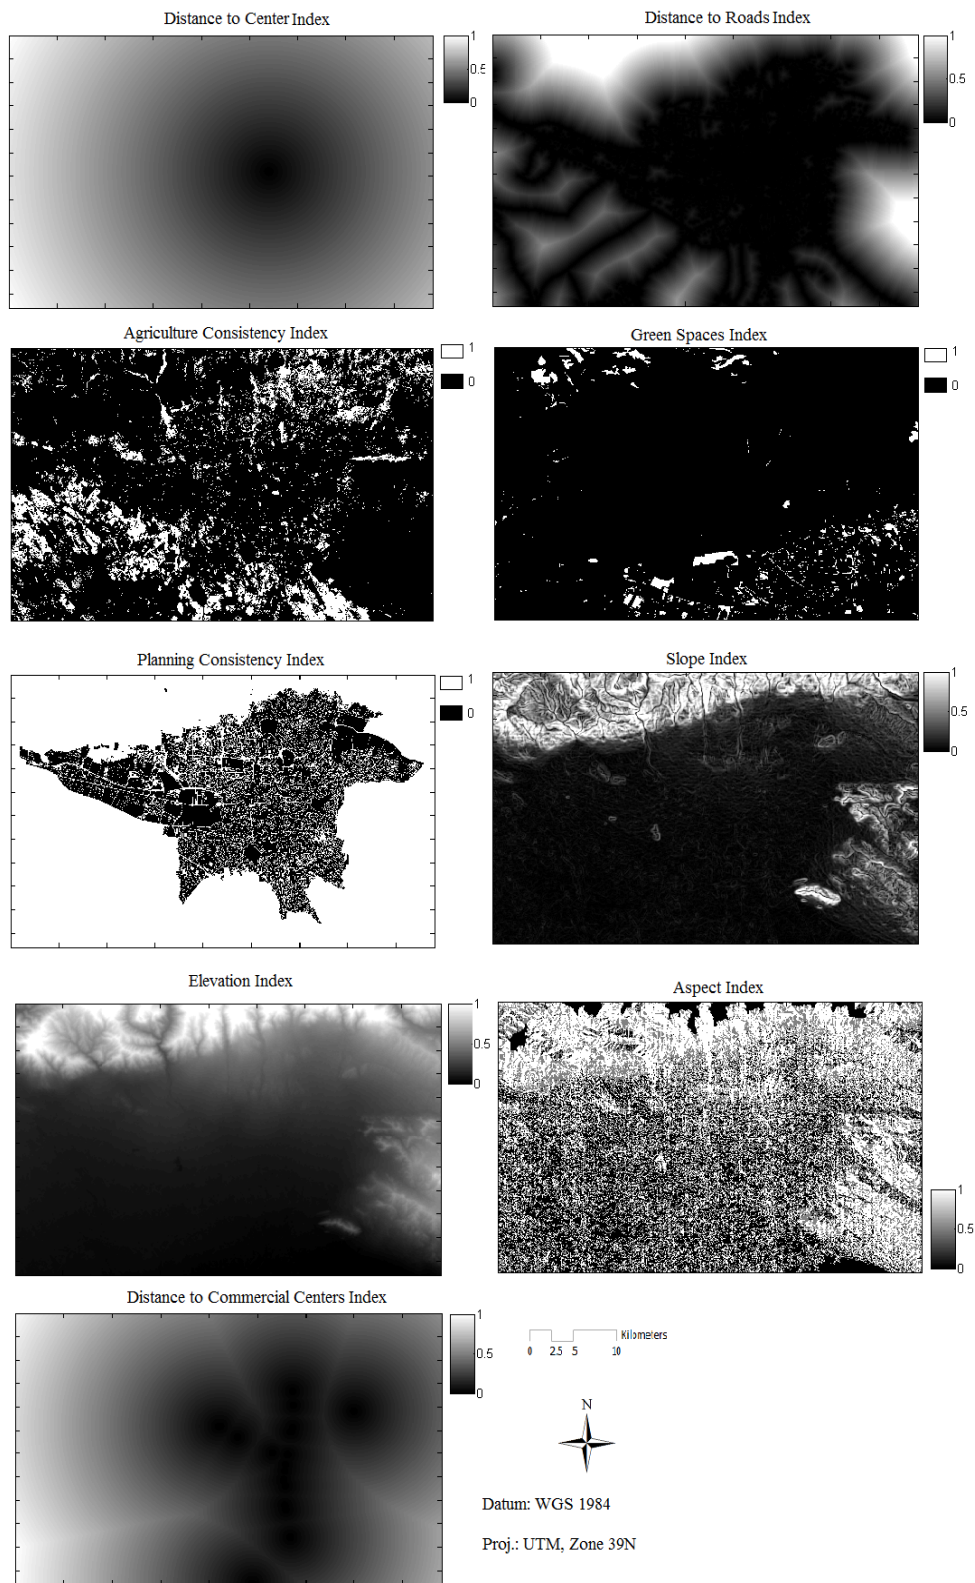 Distance to Center Index
1
0.5
0
Distance to Roads Index
1
0.5
0
Agriculture Consistency Index
1
0
Green Spaces Index
1
0
Planning Consistency Index
1
0
Slope Index
1
0.5
0
Elevation Index
1
0.5
0
Aspect Index
1
0.5
0
Distance to Commercial Centers Index
1
0.5
0
Kilometers
0 2.5 5 10
N
Datum: WGS 1984
Proj.: UTM, Zone 39N